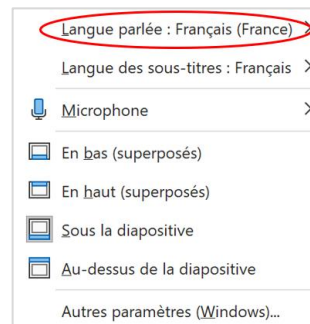 Langue parlée : Français (France)
Langue des sous-titres : Français
Microphone
En bas (superposés)
En haut (superposés)
Sous la diapositive
Au-dessus de la diapositive
Autres paramètres (Windows)...